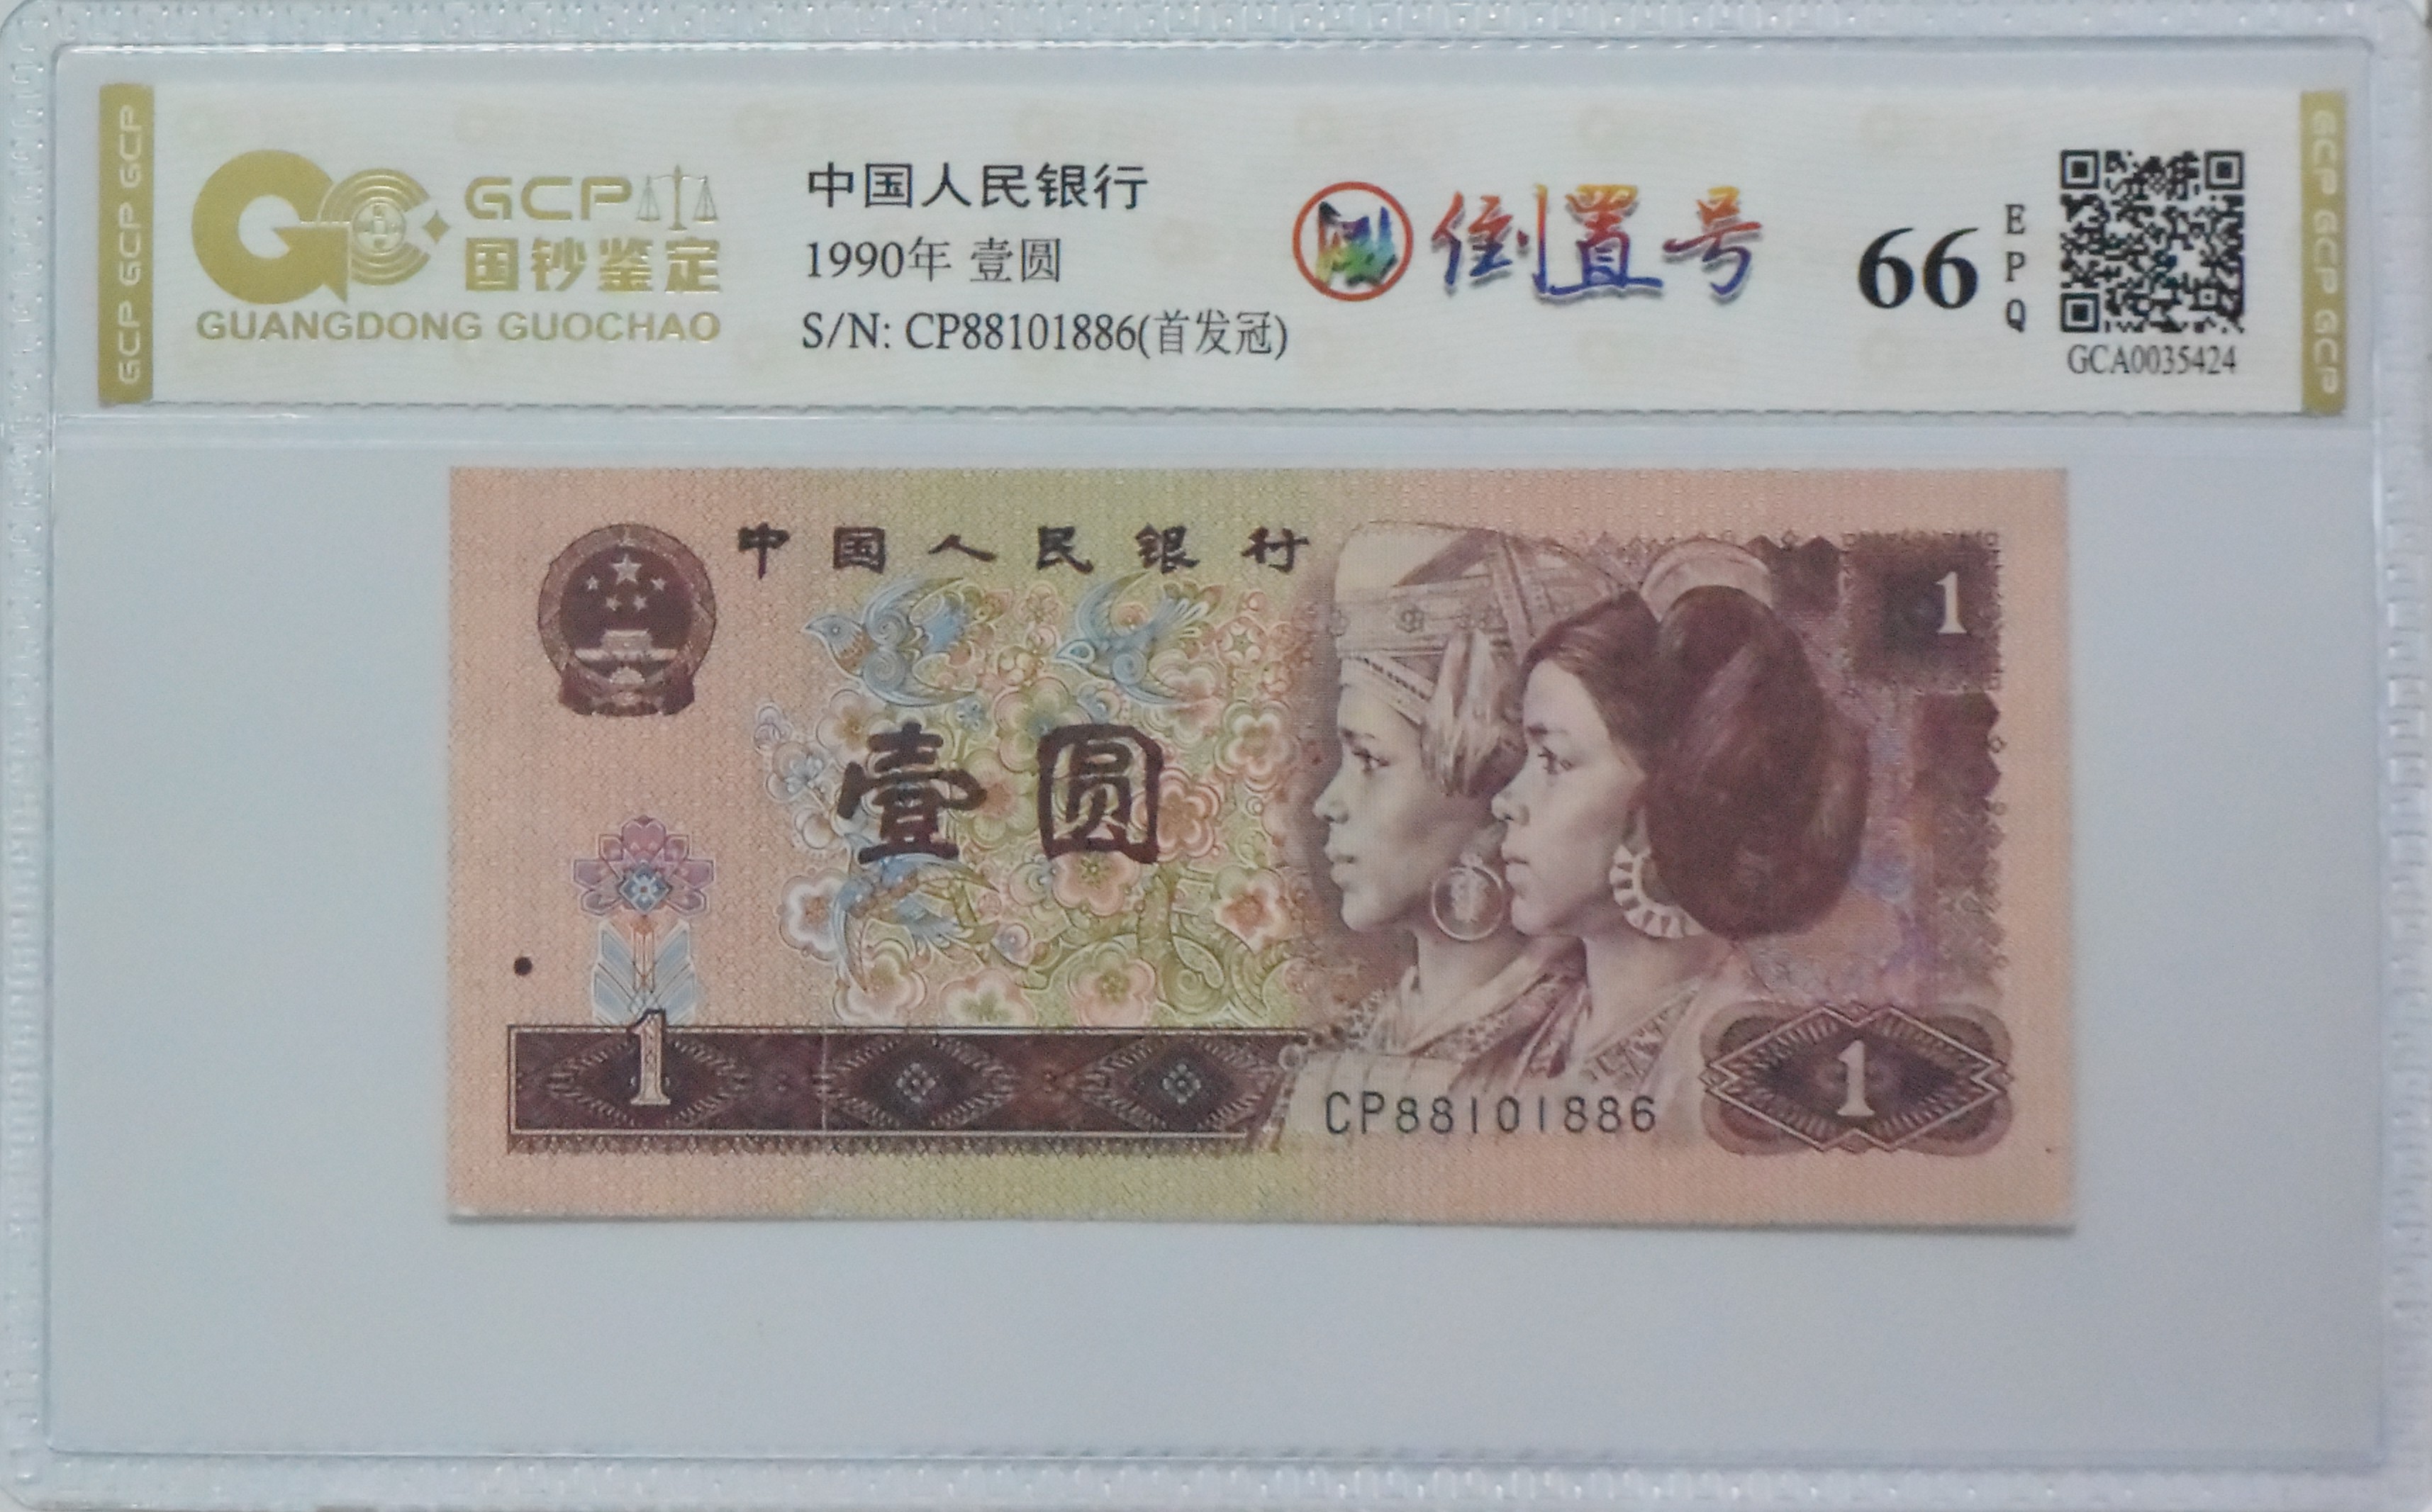 GCP GCP GCP
GCP
国钞鉴定
GUANGDONG GUOCHAO
中国人民银行
1990年 壹圆
S/N: CP88101886(首发冠)
倒置号
66
EPQ
GCA0035424
GCP GCP GCP
中国人民银行
1
壹圆
1
CP88101886
1